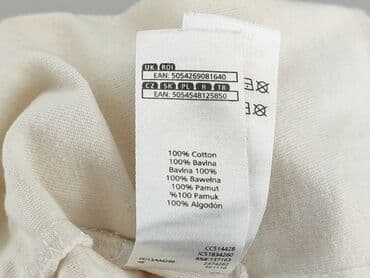 UK ROI
EAN: 5054269081640
CZ SK PL H TR
EAN: 5054548125850
100% Cotton
100% Bavlna
Bavlna 100%
100% Bawełna
100% Pamut
%100 Pamuk
100% Algodón
CC514428